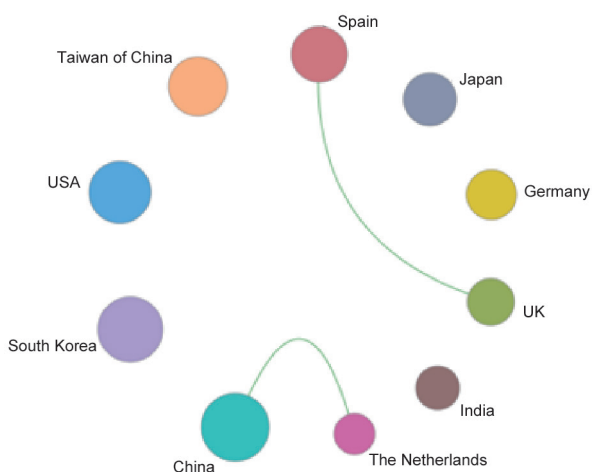 Spain
Taiwan of China
Japan
USA
Germany
UK
South Korea
India
The Netherlands
China